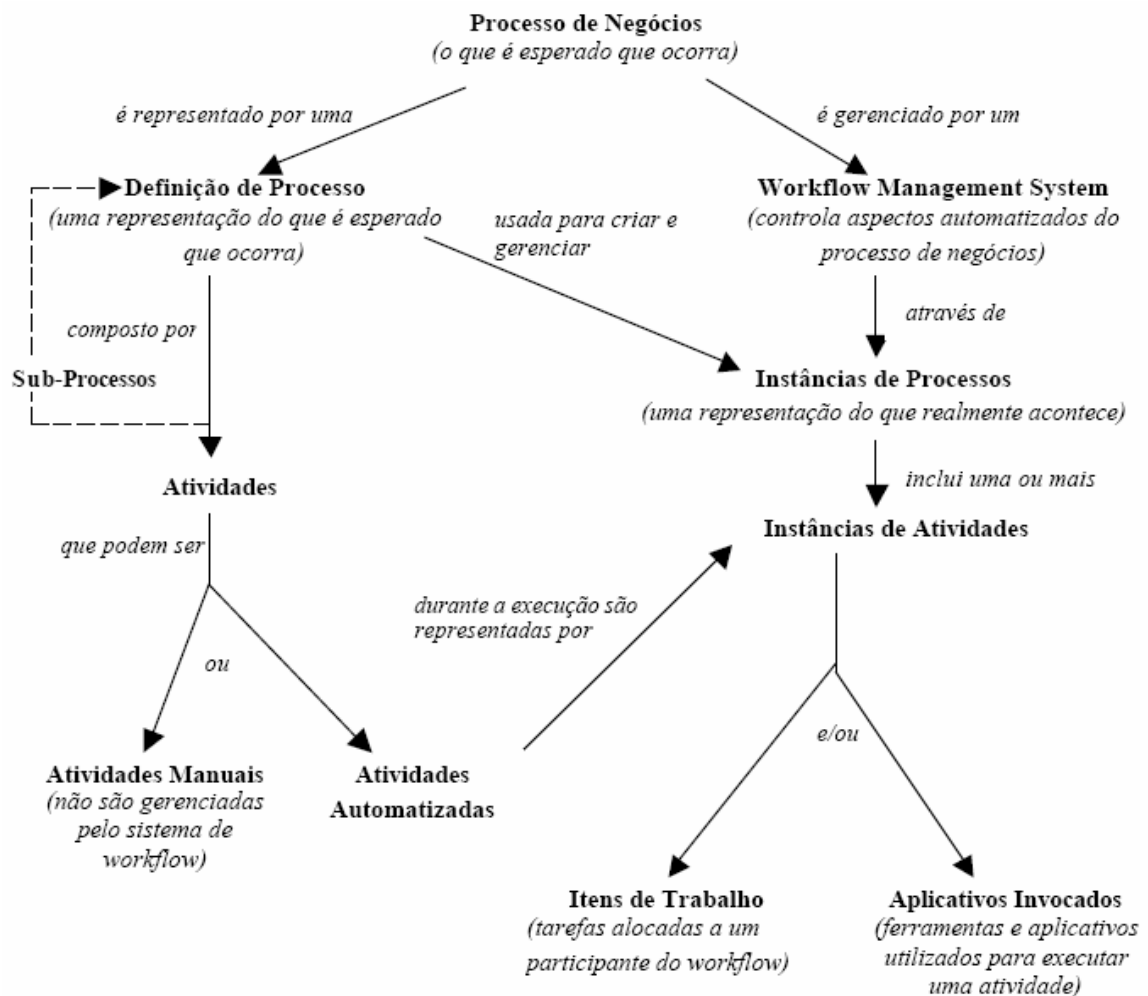 Processo de Negócios
(o que é esperado que ocorra)
é representado por uma
é gerenciado por um
Definição de Processo
(uma representação do que é esperado
que ocorra)
usada para criar e
gerenciar
Workflow Management System
(controla aspectos automatizados do
processo de negócios)
composto por
através de
Sub-Processos
Instâncias de Processos
(uma representação do que realmente acontece)
Atividades
inclui uma ou mais
Instâncias de Atividades
que podem ser
durante a execução são
representadas por
ou
e/ou
Atividades Manuais
(não são gerenciadas
pelo sistema de
workflow)
Atividades
Automatizadas
Itens de Trabalho
(tarefas alocadas a um
participante do workflow)
Aplicativos Invocados
(ferramentas e aplicativos
utilizados para executar
uma atividade)